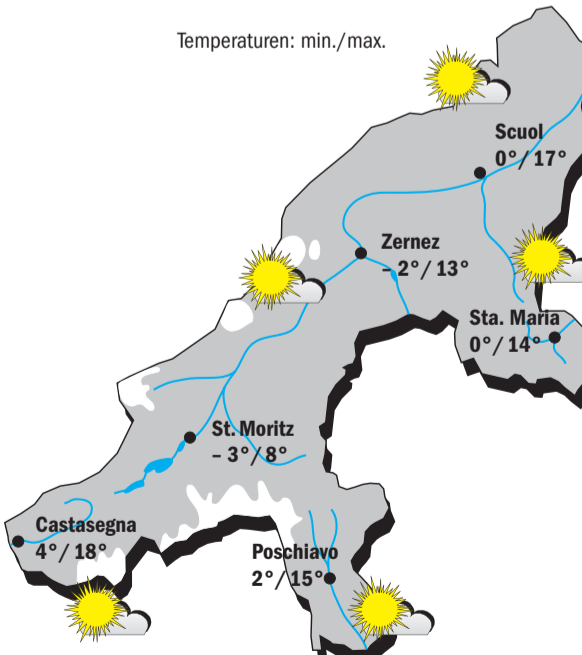 Temperaturen: min./max.
Scuol
0°/ 17°
Zernez
– 2°/ 13°
Sta. Maria
0°/ 14°
St. Moritz
– 3°/ 8°
Castasegna
4°/ 18°
Poschiavo
2°/ 15°